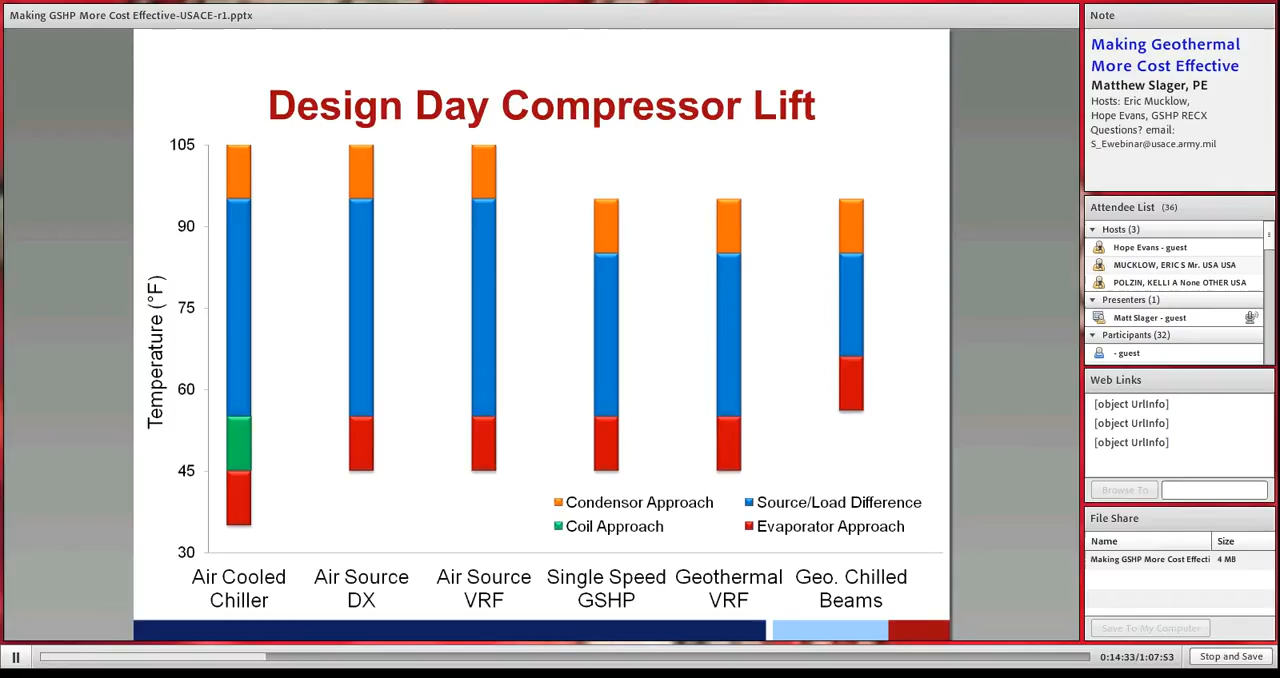 Making GSHP More Cost Effective-USACE-r1.pptx
Design Day Compressor Lift
105
90
75
60
45
30
Temperature (°F)
Condensor Approach
Source/Load Difference
Coil Approach
Evaporator Approach
Air Cooled
Chiller
Air Source
DX
Air Source
VRF
Single Speed
GSHP
Geothermal
VRF
Geo. Chilled
Beams
Note
Making Geothermal
More Cost Effective
Matthew Slager, PE
Hosts: Eric Mucklow,
Hope Evans, GSHP RECX
Questions? email:
S_Ewebinar@usace.army.mil
Attendee List (36)
Hosts (3)
Hope Evans - guest
MUCKLOW, ERIC S Mr. USA USA
POLZIN, KELLI A None OTHER USA
Presenters (1)
Matt Slager - guest
Participants (32)
- guest
Web Links
[object UrlInfo]
[object UrlInfo]
[object UrlInfo]
Browse To
File Share
Name Size
Making GSHP More Cost Effecti 4 MB
Save To My Computer
0:14:33/1:07:53
Stop and Save